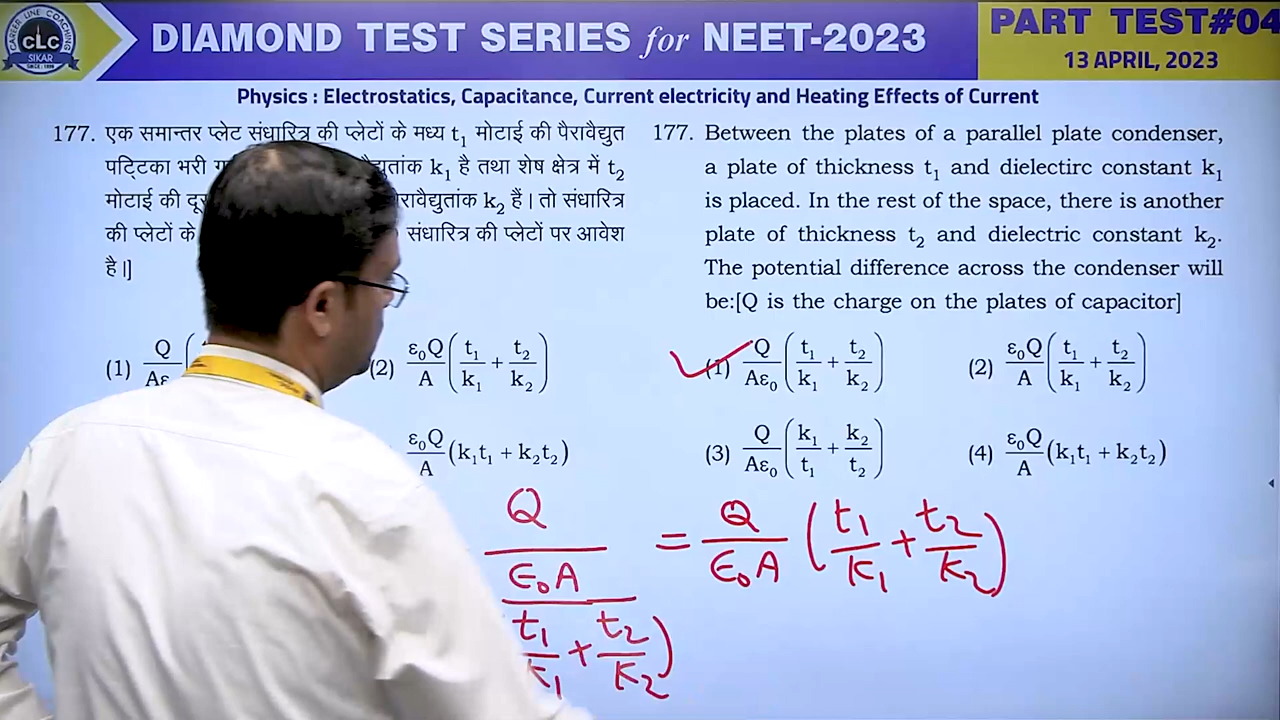 CAREER LINE COACHING
CLC
SIKAR
SINCE : 1996
DIAMOND TEST SERIES for NEET-2023
PART TEST#04
13 APRIL, 2023
Physics : Electrostatics, Capacitance, Current electricity and Heating Effects of Current
177. एक समान्तर प्लेट संधारित्र की प्लेटों के मध्य t₁ मोटाई की पैरावैद्युत
पट्टिका भरी
k₁ है तथा शेष क्षेत्र में t₂
मोटाई की k₂ हैं। तो संधारित्र
की प्लेटों के संधारित्र की प्लेटों पर आवेश
है।]
(1) Q/Aε (2) ε₀Q/A (t₁/k₁ + t₂/k₂)
ε₀Q/A (k₁t₁ + k₂t₂)
177. Between the plates of a parallel plate condenser,
a plate of thickness t₁ and dielectirc constant k₁
is placed. In the rest of the space, there is another
plate of thickness t₂ and dielectric constant k₂.
The potential difference across the condenser will
be:[Q is the charge on the plates of capacitor]
(1) Q/Aε₀ (t₁/k₁ + t₂/k₂) (2) ε₀Q/A (t₁/k₁ + t₂/k₂)
(3) Q/Aε₀ (k₁/t₁ + k₂/t₂) (4) ε₀Q/A (k₁t₁ + k₂t₂)
Q = Q/ε₀A (t₁/k₁ + t₂/k₂)
ε₀A
t₁/k₁ + t₂/k₂)